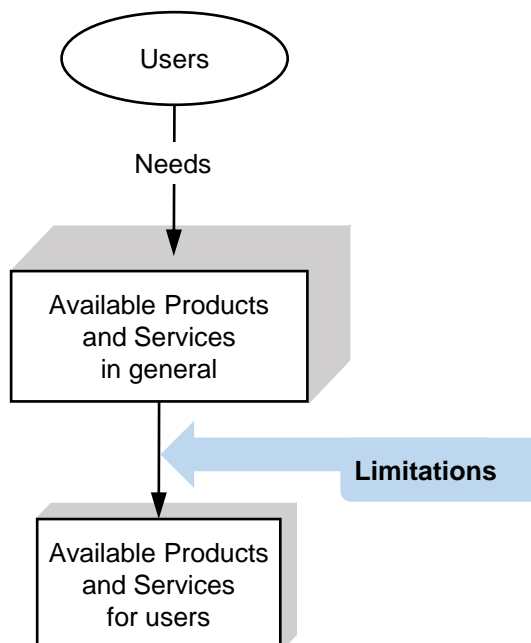 Users
Needs
Available Products
and Services
in general
Limitations
Available Products
and Services
for users